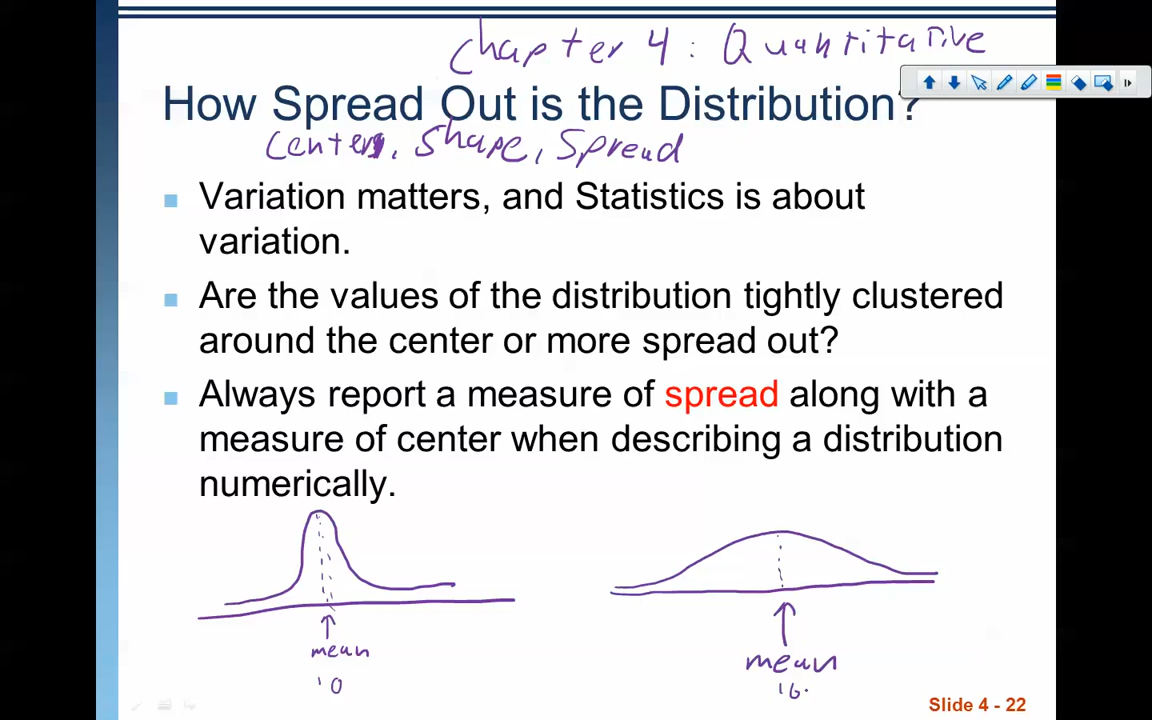 Chapter 4: Quantitative
How Spread Out is the Distribution?
Center, Shape, Spread
Variation matters, and Statistics is about
variation.
Are the values of the distribution tightly clustered
around the center or more spread out?
Always report a measure of spread along with a
measure of center when describing a distribution
numerically.
mean
10
mean
Slide 4 - 22